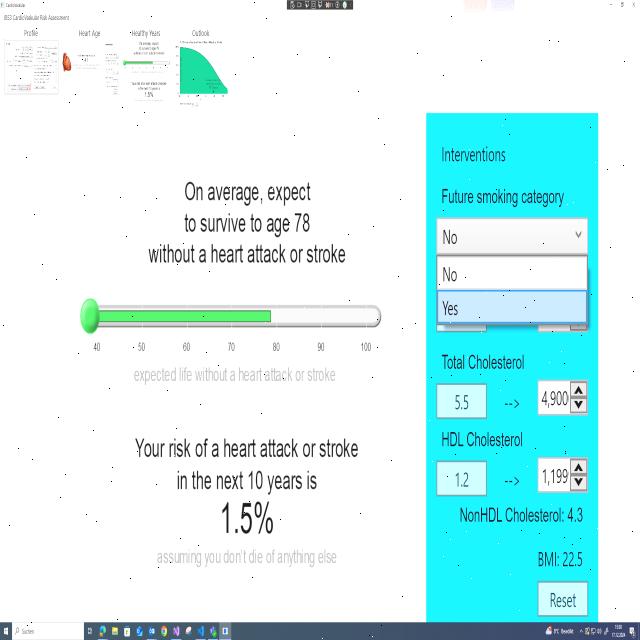 CardioVaskular
JBS3 CardioVaskular Risk Assessment
Profile
Heart Age
Healthy Years
Outlook
1.5%
On average, expect
to survive to age 78
without a heart attack or stroke
40 50 60 70 80 90 100
expected life without a heart attack or stroke
Your risk of a heart attack or stroke
in the next 10 years is
1.5%
assuming you don't die of anything else
Interventions
Future smoking category
No
No
Yes
Total Cholesterol
5.5 --> 4,900
HDL Cholesterol
1.2 --> 1,199
NonHDL Cholesterol: 4.3
BMI: 22.5
Reset
Suchen